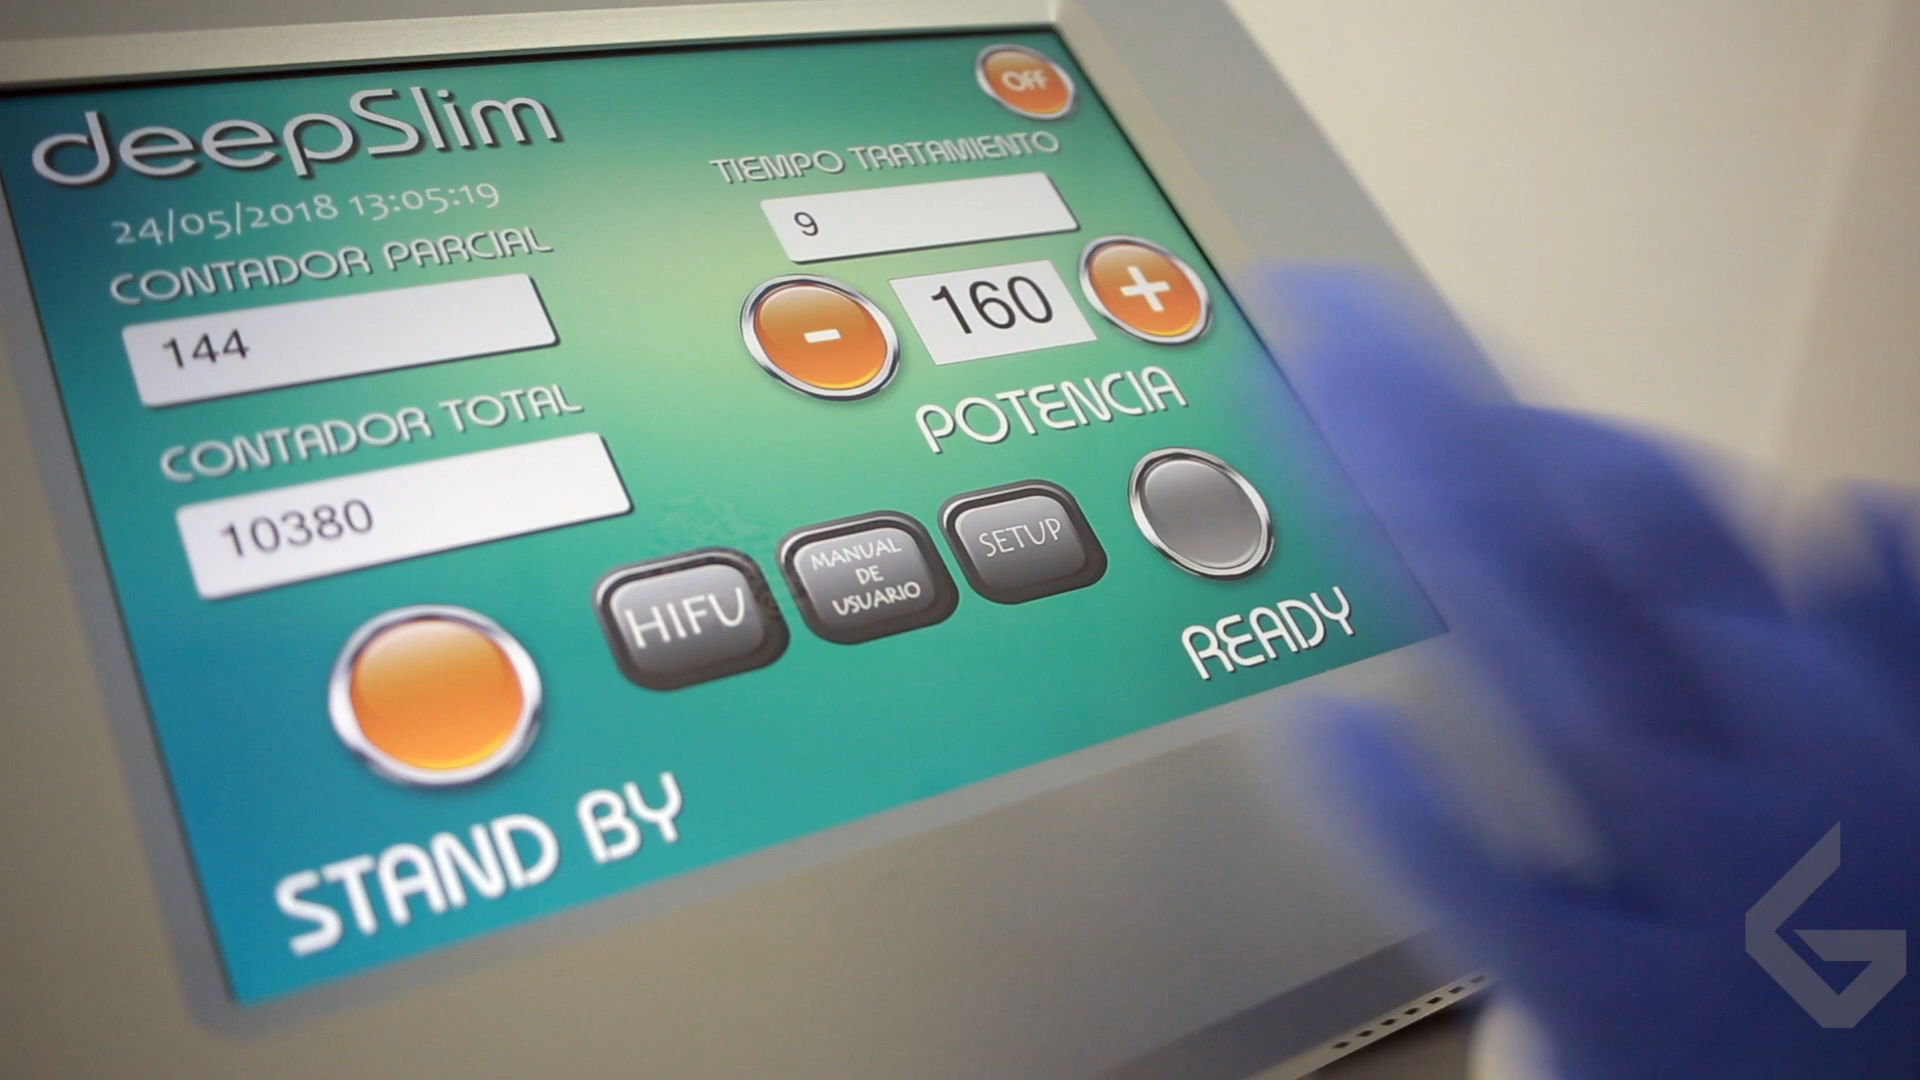 deepSlim
24/05/2018 13:05:19
CONTADOR PARCIAL
144
CONTADOR TOTAL
10380
STAND BY
OFF
TIEMPO TRATAMIENTO
9
-
160
+
POTENCIA
HIFU
MANUAL
DE
USUARIO
SETUP
READY